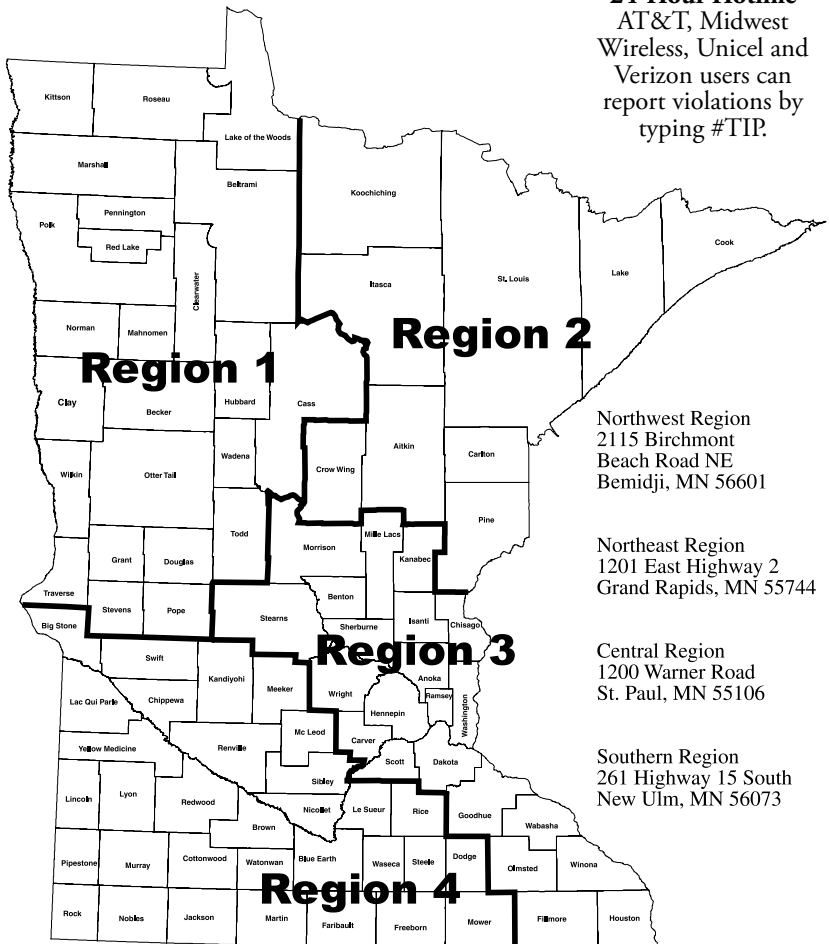 24-Hour Hotline
AT&T, Midwest
Wireless, Unicel and
Verizon users can
report violations by
typing #TIP.
Kittson
Roseau
Lake of the Woods
Marshall
Beltrami
Koochiching
Pennington
Polk
Red Lake
Clearwater
Itasca
St. Louis
Lake
Cook
Norman
Mahnomen
Region 1
Region 2
Clay
Becker
Hubbard
Cass
Wadena
Crow Wing
Aitkin
Carlton
Wilkin
Otter Tail
Pine
Todd
Morrison
Mille Lacs
Kanabec
Grant
Douglas
Traverse
Stevens
Pope
Stearns
Benton
Isanti
Chisago
Big Stone
Sherburne
Region 3
Swift
Kandiyohi
Meeker
Wright
Anoka
Ramsey
Washington
Lac Qui Parle
Chippewa
Hennepin
Mc Leod
Carver
Yellow Medicine
Renville
Scott
Dakota
Sibley
Lincoln
Lyon
Redwood
Nicollet
Le Sueur
Rice
Goodhue
Brown
Wabasha
Pipestone
Murray
Cottonwood
Watonwan
Blue Earth
Waseca
Steele
Dodge
Olmsted
Winona
Region 4
Rock
Nobles
Jackson
Martin
Faribault
Freeborn
Mower
Fillmore
Houston
Northwest Region
2115 Birchmont
Beach Road NE
Bemidji, MN 56601
Northeast Region
1201 East Highway 2
Grand Rapids, MN 55744
Central Region
1200 Warner Road
St. Paul, MN 55106
Southern Region
261 Highway 15 South
New Ulm, MN 56073